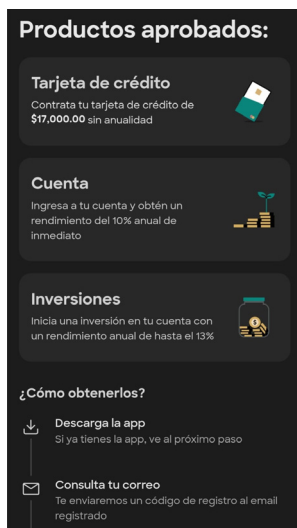 Productos aprobados:
Tarjeta de crédito
Contrata tu tarjeta de crédito de
$17,000.00 sin anualidad
Cuenta
Ingresa a tu cuenta y obtén un
rendimiento del 10% anual de
inmediato
Inversiones
Inicia una inversión en tu cuenta con
un rendimiento anual de hasta el 13%
¿Cómo obtenerlos?
Descarga la app
Si ya tienes la app, ve al próximo paso
Consulta tu correo
Te enviaremos un código de registro al email
registrado